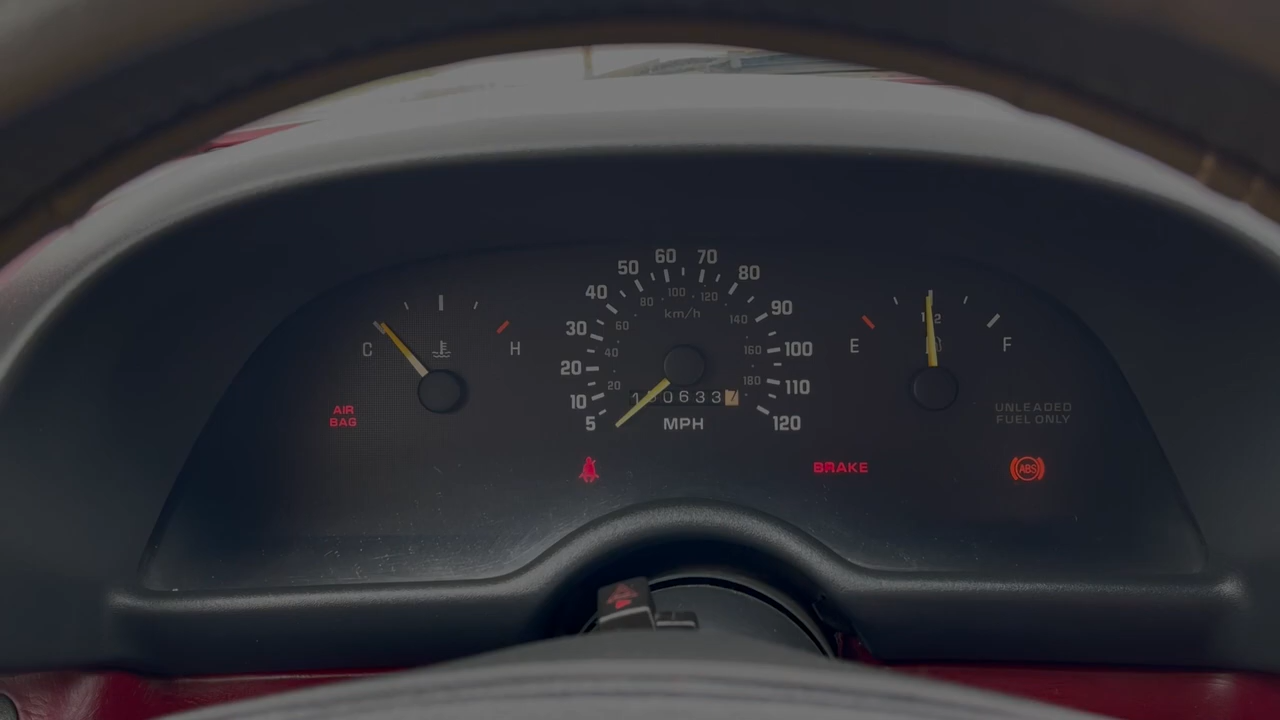 60 70
50 80
100 120
80
40 90
km/h
60 140
30 100
40 160
20 110
20 180
10
5 MPH 120
C H
E F
AIR
BAG
UNLEADED
FUEL ONLY
BRAKE
ABS